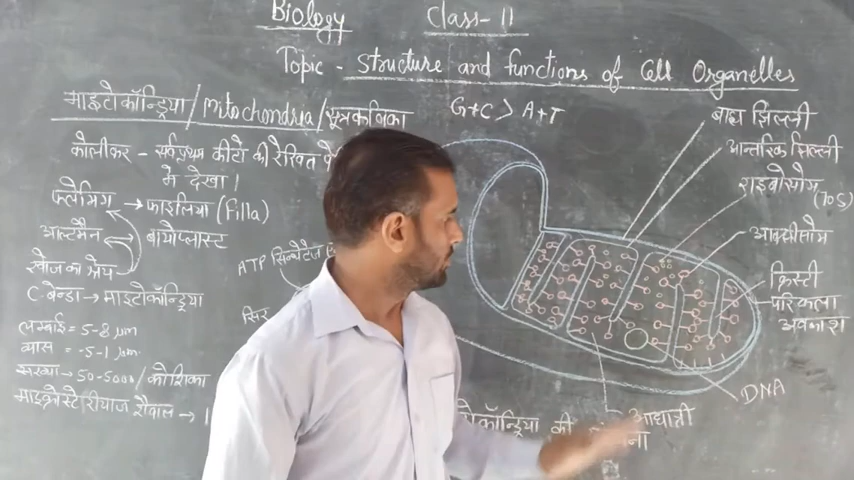 Biology Class-11
Topic - Structure and functions of Cell Organelles
माइटोकॉन्ड्रिया/Mitochondria/सूत्रकणिका
G+C > A+T
कोलीकर - सर्वप्रथम कीटो की रेखित
मे देखा।
फ्लेमिंग → फाइलिया (Filla)
आल्टमैन → बायोप्लास्ट
खोज का श्रेय
C. बेन्डा → माइटोकॉन्ड्रिया
लम्बाई = 5-8 μm
व्यास = .5-1 μm.
संख्या → 50-5000/कोशिका
माइक्रोस्टेरीयाज शैवाल → 1
ATP सिन्थेटेज
सिर
बाह्य झिल्ली
आन्तरिक झिल्ली
राइबोसोम
(70S)
आक्सीसोम
क्रिस्टी
परिकला
अवकाश
DNA
आधात्री
कॉन्ड्रिया की
ना